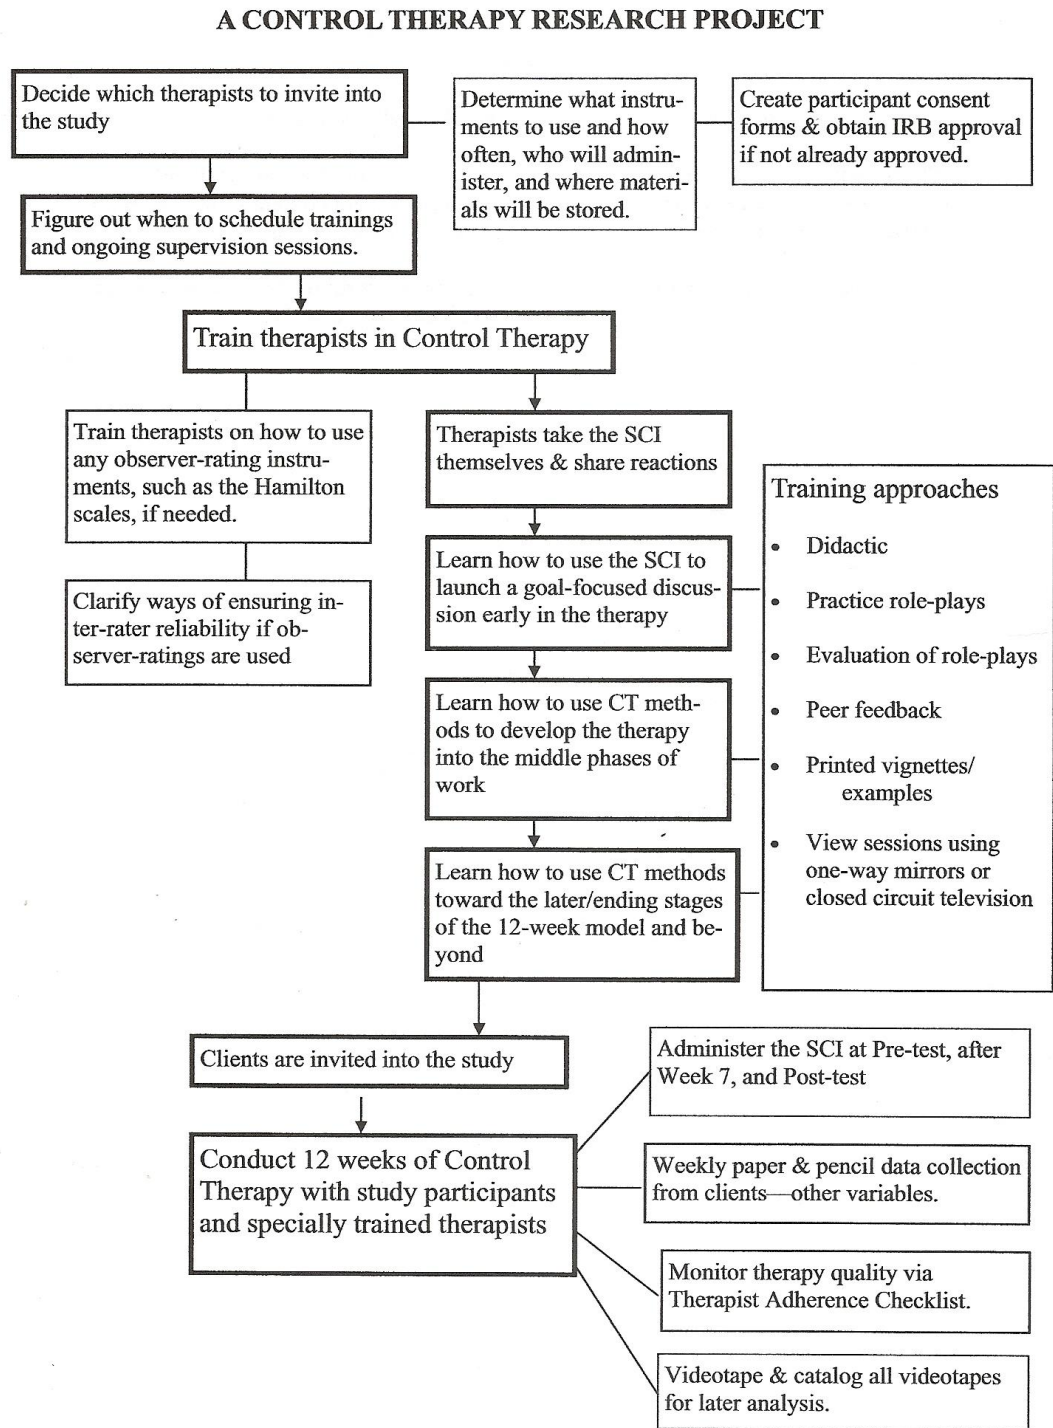 A CONTROL THERAPY RESEARCH PROJECT
Decide which therapists to invite into
the study
Determine what instru-
ments to use and how
often, who will admin-
ister, and where materi-
als will be stored.
Create participant consent
forms & obtain IRB approval
if not already approved.
Figure out when to schedule trainings
and ongoing supervision sessions.
Train therapists in Control Therapy
Train therapists on how to use
any observer-rating instru-
ments, such as the Hamilton
scales, if needed.
Clarify ways of ensuring in-
ter-rater reliability if ob-
server-ratings are used
Therapists take the SCI
themselves & share reactions
Learn how to use the SCI to
launch a goal-focused discus-
sion early in the therapy
Learn how to use CT meth-
ods to develop the therapy
into the middle phases of
work
Learn how to use CT methods
toward the later/ending stages
of the 12-week model and be-
yond
Training approaches
• Didactic
• Practice role-plays
• Evaluation of role-plays
• Peer feedback
• Printed vignettes/
examples
• View sessions using
one-way mirrors or
closed circuit television
Clients are invited into the study
Conduct 12 weeks of Control
Therapy with study participants
and specially trained therapists
Administer the SCI at Pre-test, after
Week 7, and Post-test
Weekly paper & pencil data collection
from clients—other variables.
Monitor therapy quality via
Therapist Adherence Checklist.
Videotape & catalog all videotapes
for later analysis.